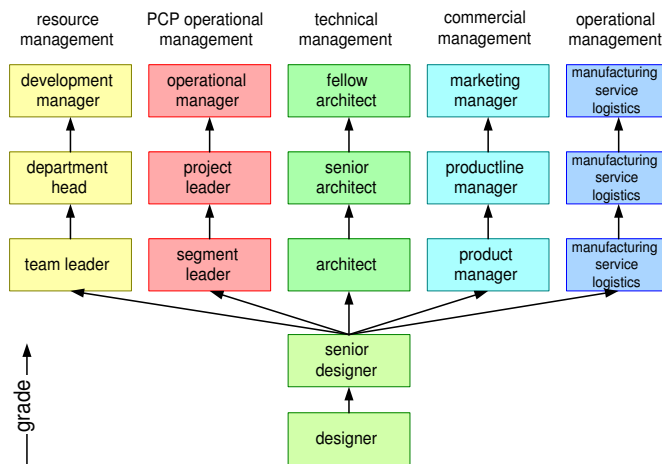 resource
management
PCP operational
management
technical
management
commercial
management
operational
management
development
manager
operational
manager
fellow
architect
marketing
manager
manufacturing
service
logistics
department
head
project
leader
senior
architect
productline
manager
manufacturing
service
logistics
team leader
segment
leader
architect
product
manager
manufacturing
service
logistics
senior
designer
designer
grade